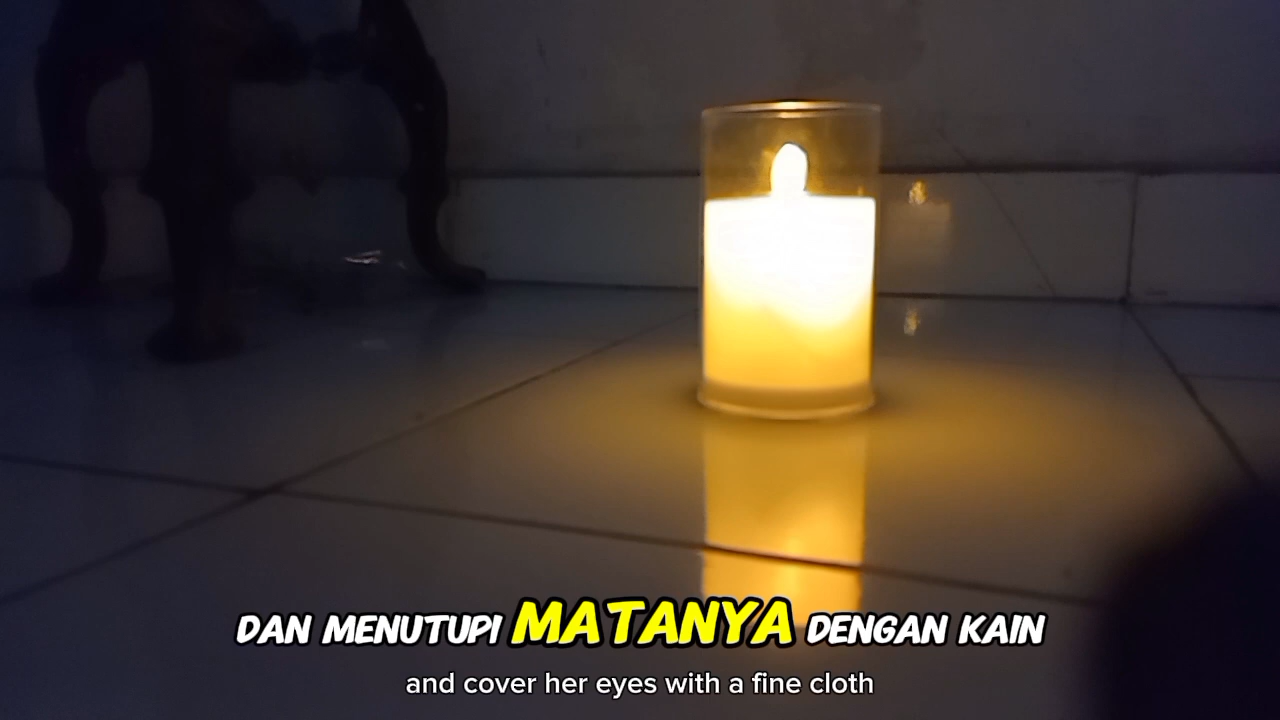 DAN MENUTUPI MATANYA DENGAN KAIN
and cover her eyes with a fine cloth